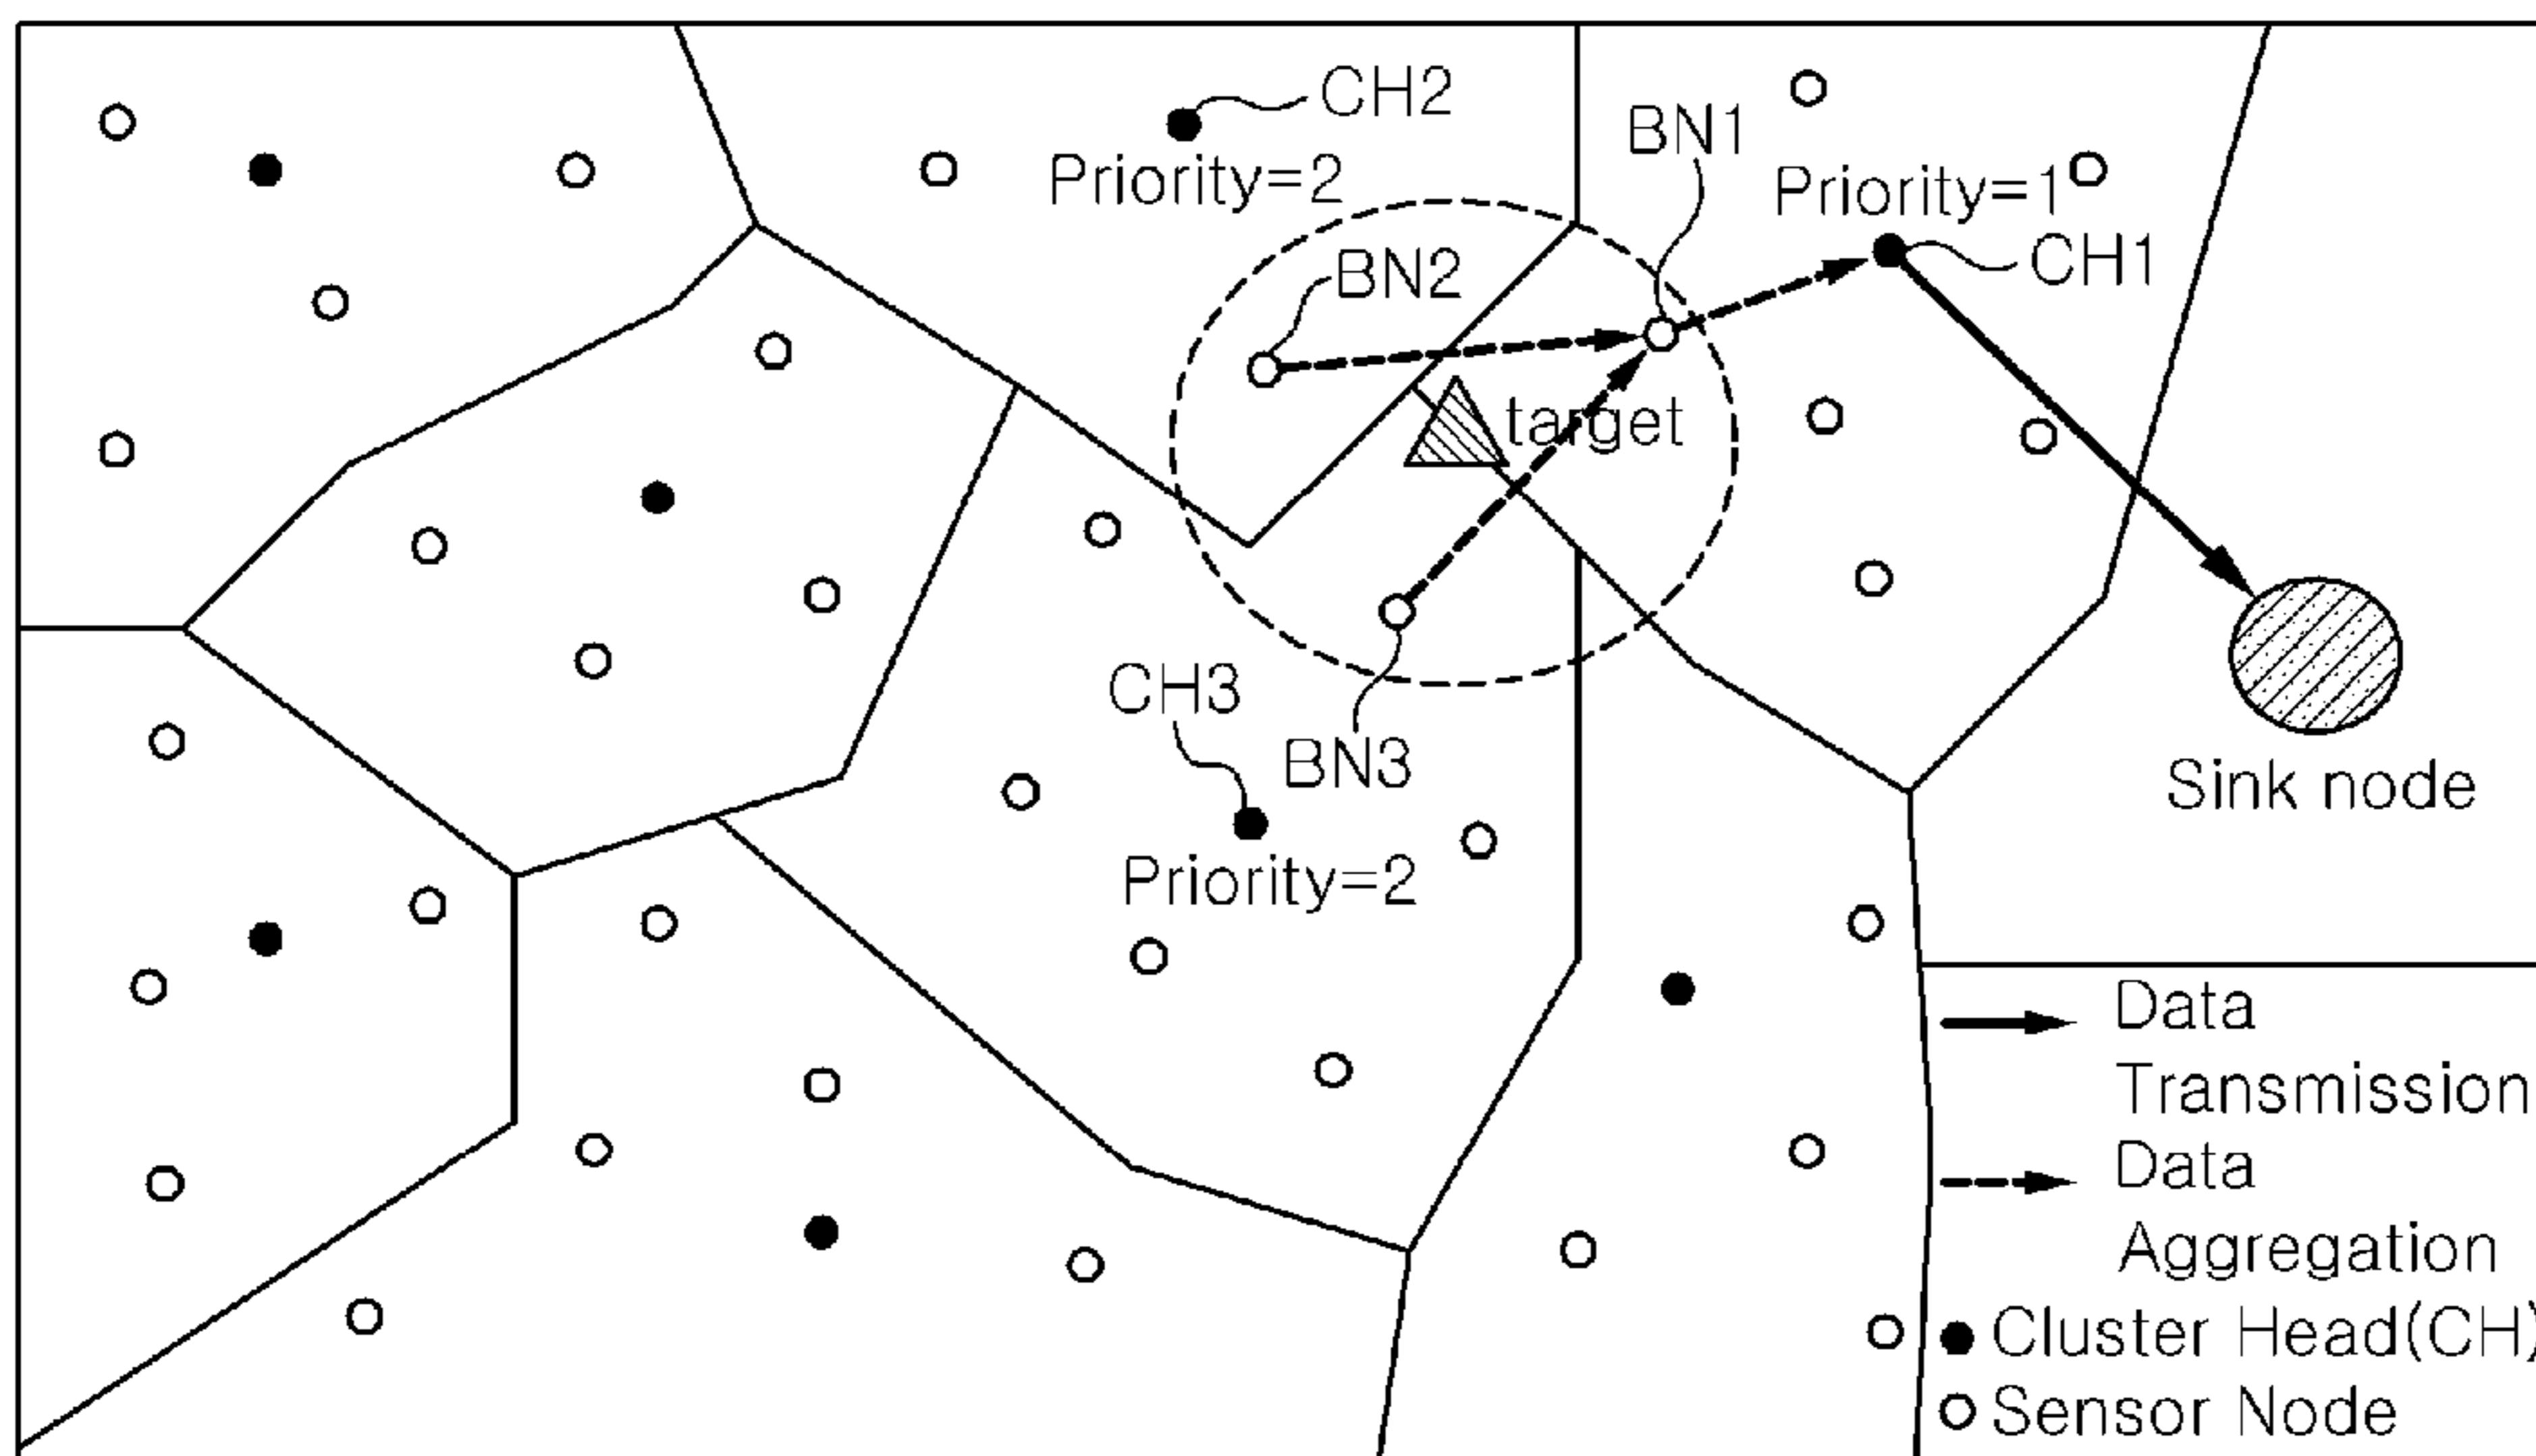 CH2
Priority=2
BN1
Priority=1
CH1
BN2
target
CH3
BN3
Priority=2
Sink node
Data
Transmission
Data
Aggregation
Cluster Head(CH)
Sensor Node